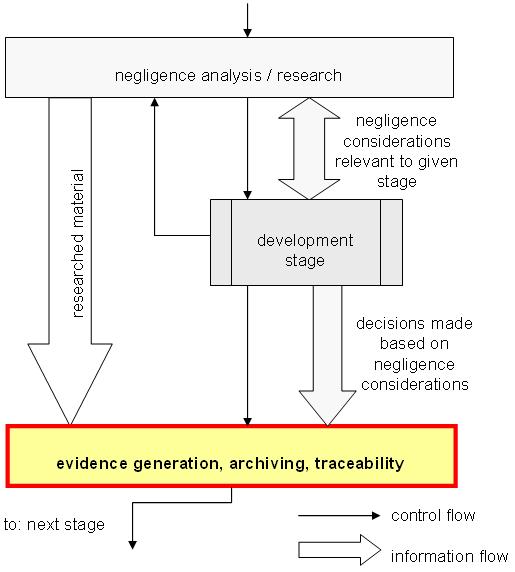 negligence analysis / research
negligence
considerations
relevant to given
stage
researched material
development
stage
decisions made
based on
negligence
considerations
evidence generation, archiving, traceability
to: next stage
control flow
information flow